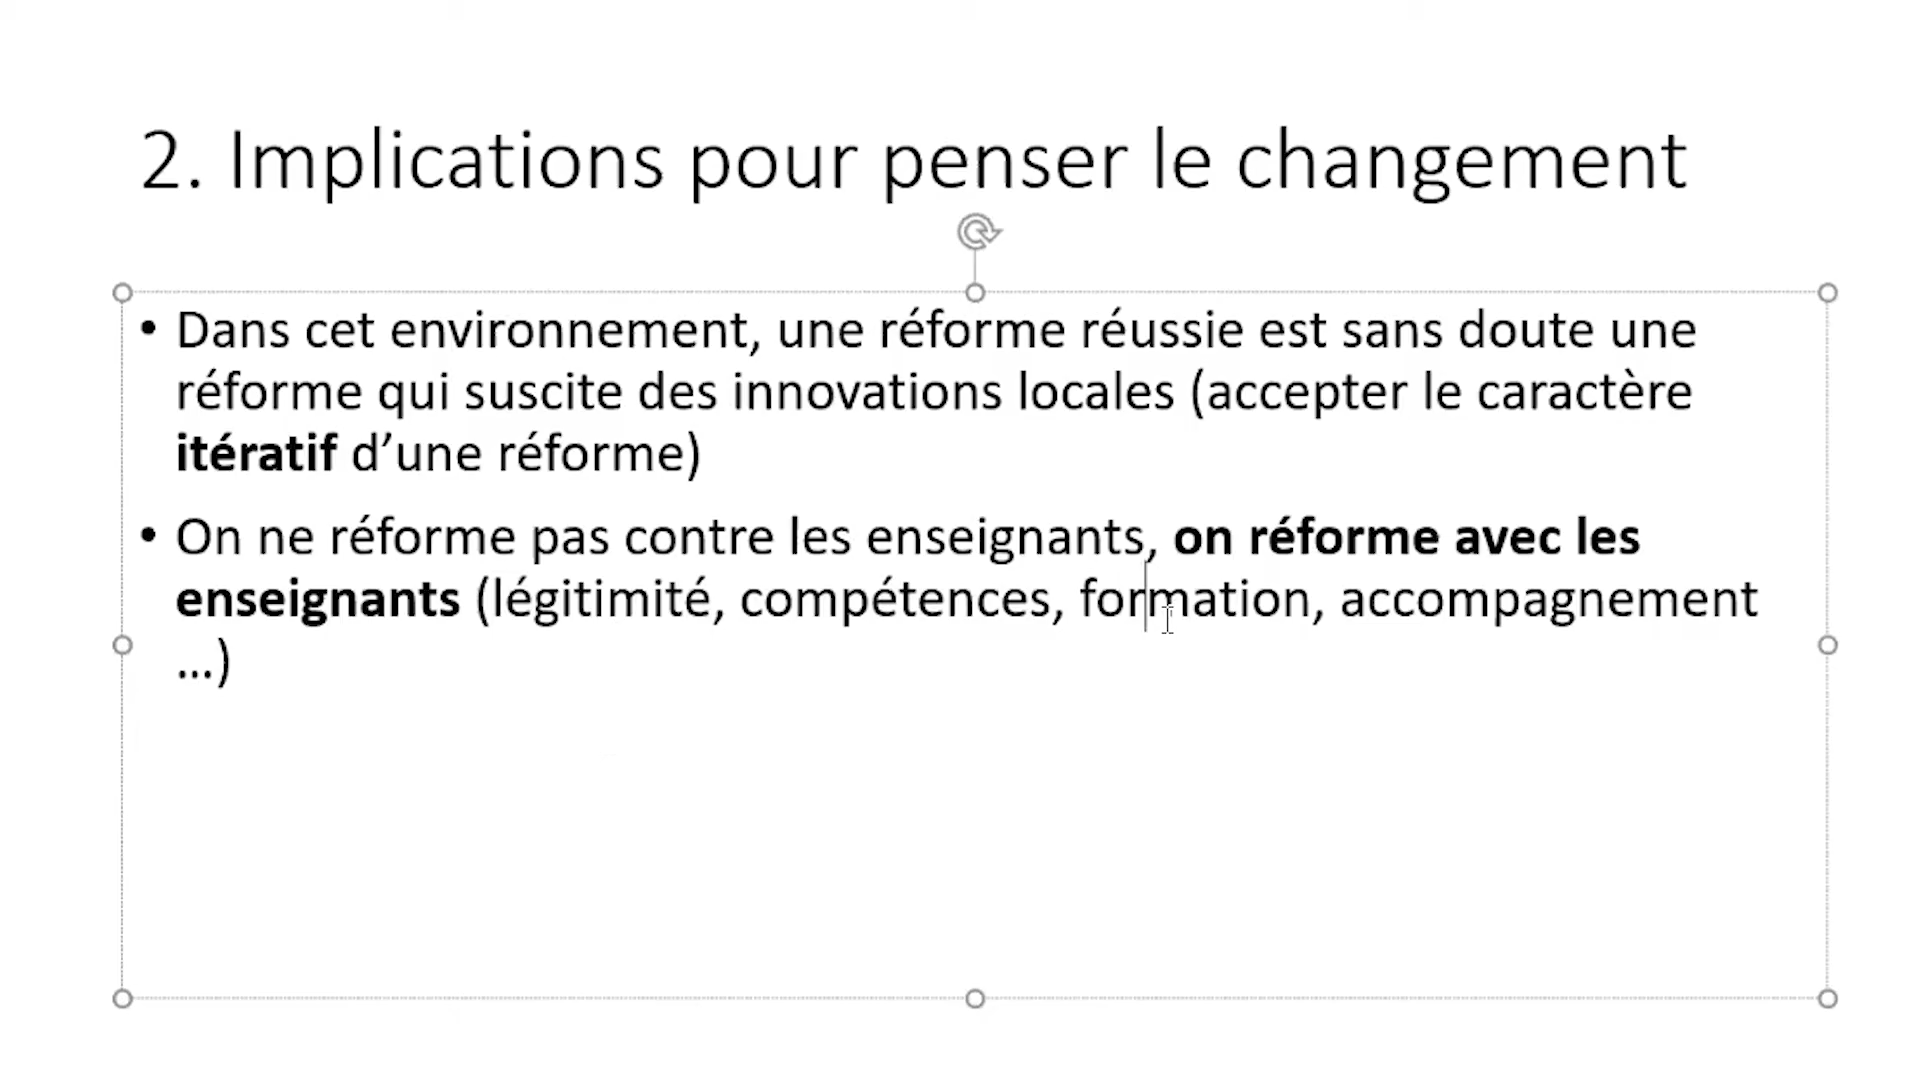 2. Implications pour penser le changement
• Dans cet environnement, une réforme réussie est sans doute une
réforme qui suscite des innovations locales (accepter le caractère
itératif d’une réforme)
• On ne réforme pas contre les enseignants, on réforme avec les
enseignants (légitimité, compétences, formation, accompagnement
…)